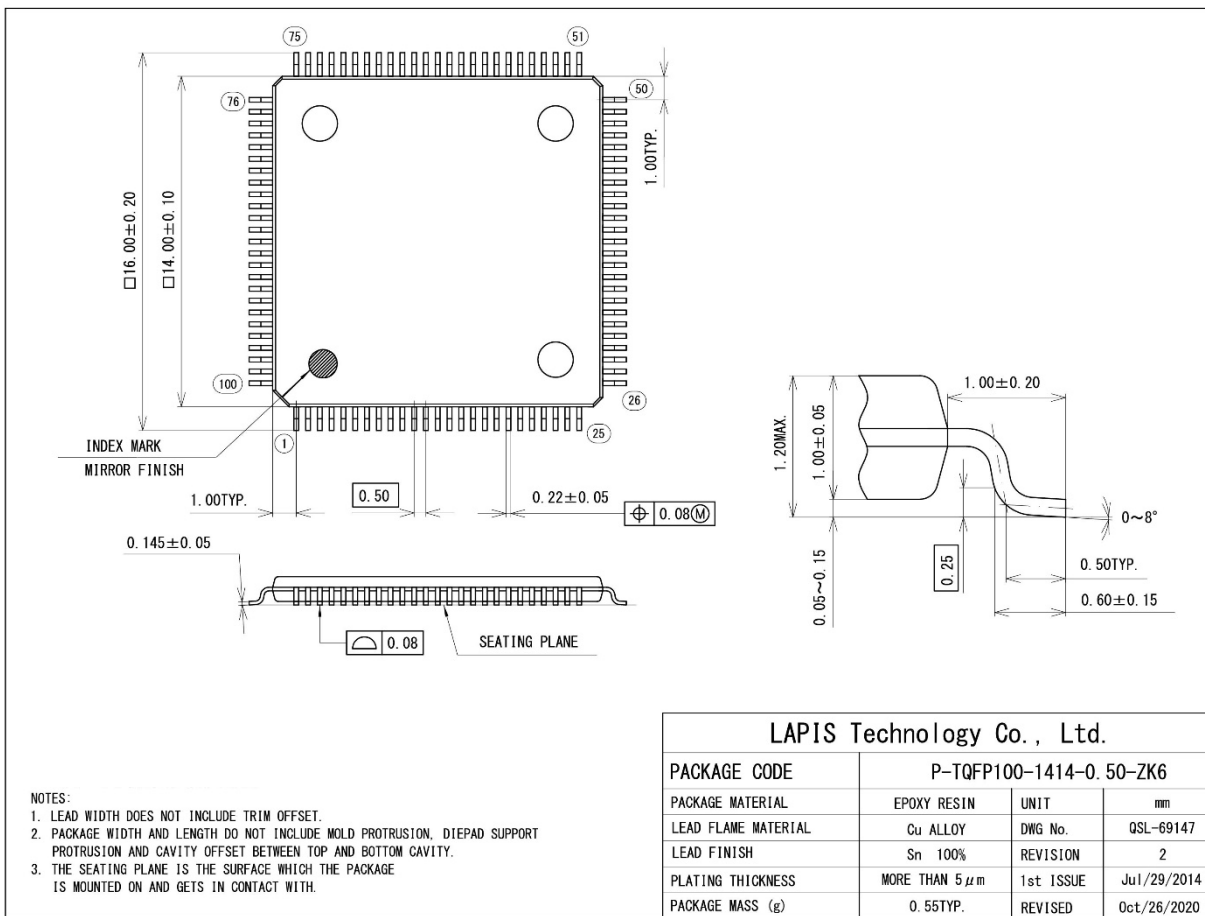 75
51
76
50
1.00TYP.
□16.00±0.20
□14.00±0.10
100
26
1
25
INDEX MARK
MIRROR FINISH
1.00TYP.
0.50
0.22±0.05
⌖ 0.08Ⓜ
0.145±0.05
⌓ 0.08
SEATING PLANE
1.00±0.20
1.20MAX.
1.00±0.05
0~8°
0.05~0.15
0.25
0.50TYP.
0.60±0.15
NOTES:
1. LEAD WIDTH DOES NOT INCLUDE TRIM OFFSET.
2. PACKAGE WIDTH AND LENGTH DO NOT INCLUDE MOLD PROTRUSION, DIEPAD SUPPORT
PROTRUSION AND CAVITY OFFSET BETWEEN TOP AND BOTTOM CAVITY.
3. THE SEATING PLANE IS THE SURFACE WHICH THE PACKAGE
IS MOUNTED ON AND GETS IN CONTACT WITH.
LAPIS Technology Co., Ltd.
PACKAGE CODE P-TQFP100-1414-0.50-ZK6
PACKAGE MATERIAL EPOXY RESIN UNIT mm
LEAD FLAME MATERIAL Cu ALLOY DWG No. QSL-69147
LEAD FINISH Sn 100% REVISION 2
PLATING THICKNESS MORE THAN 5μm 1st ISSUE Jul/29/2014
PACKAGE MASS (g) 0.55TYP. REVISED Oct/26/2020